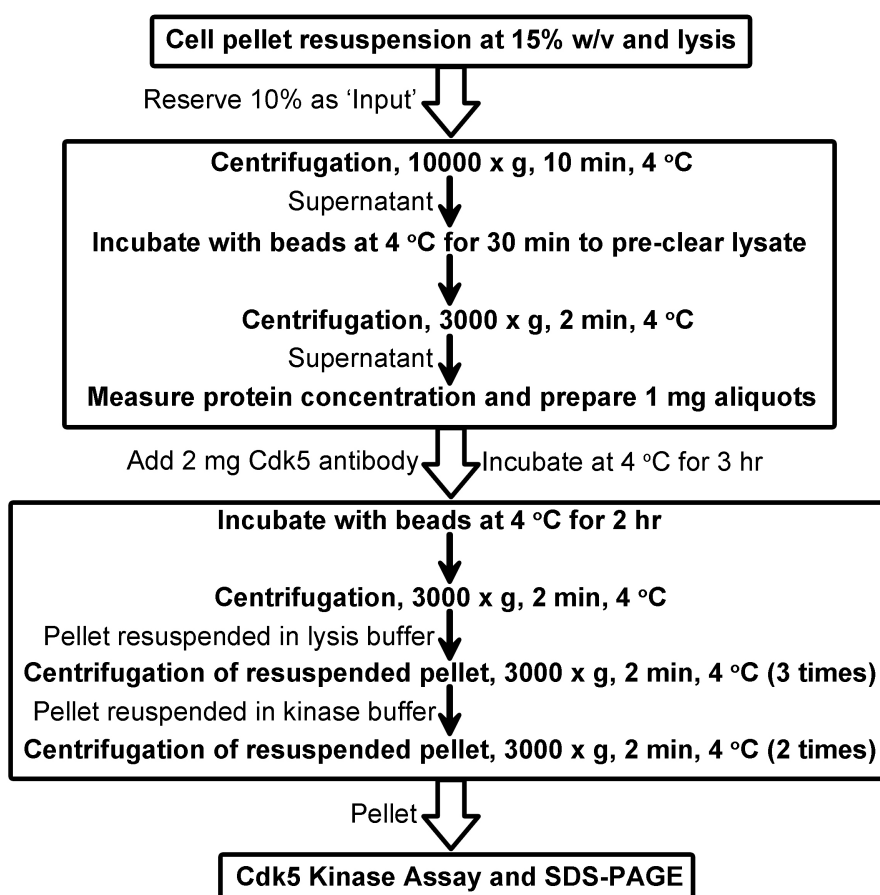 Cell pellet resuspension at 15% w/v and lysis
Reserve 10% as ‘Input’
Centrifugation, 10000 x g, 10 min, 4 °C
Supernatant
Incubate with beads at 4 °C for 30 min to pre-clear lysate
Centrifugation, 3000 x g, 2 min, 4 °C
Supernatant
Measure protein concentration and prepare 1 mg aliquots
Add 2 mg Cdk5 antibody
Incubate at 4 °C for 3 hr
Incubate with beads at 4 °C for 2 hr
Centrifugation, 3000 x g, 2 min, 4 °C
Pellet resuspended in lysis buffer
Centrifugation of resuspended pellet, 3000 x g, 2 min, 4 °C (3 times)
Pellet reuspended in kinase buffer
Centrifugation of resuspended pellet, 3000 x g, 2 min, 4 °C (2 times)
Pellet
Cdk5 Kinase Assay and SDS-PAGE